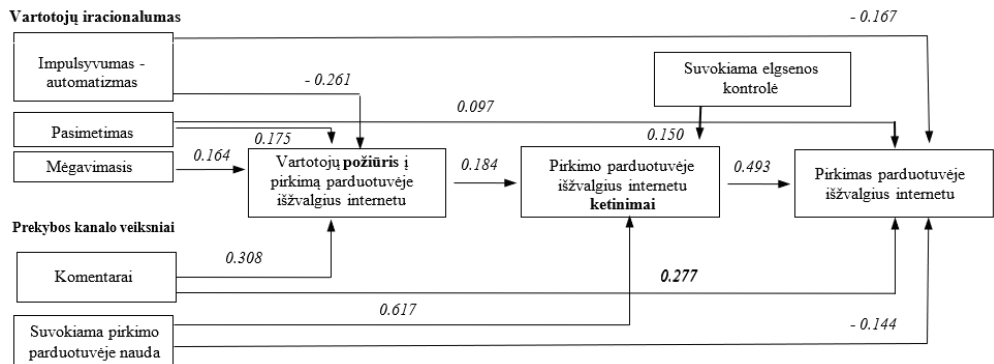 Vartotojų iracionalumas
- 0.167
Impulsyvumas -
automatizmas
- 0.261
Suvokiama elgsenos
kontrolė
0.097
Pasimetimas
0.175
0.150
Mėgavimasis
0.164
Vartotojų požiūris į
pirkimą parduotuvėje
išžvalgius internetu
0.184
Pirkimo parduotuvėje
išžvalgius internetu
ketinimai
0.493
Pirkimas parduotuvėje
išžvalgius internetu
Prekybos kanalo veiksniai
Komentarai
0.308
0.277
0.617
Suvokiama pirkimo
parduotuvėje nauda
- 0.144